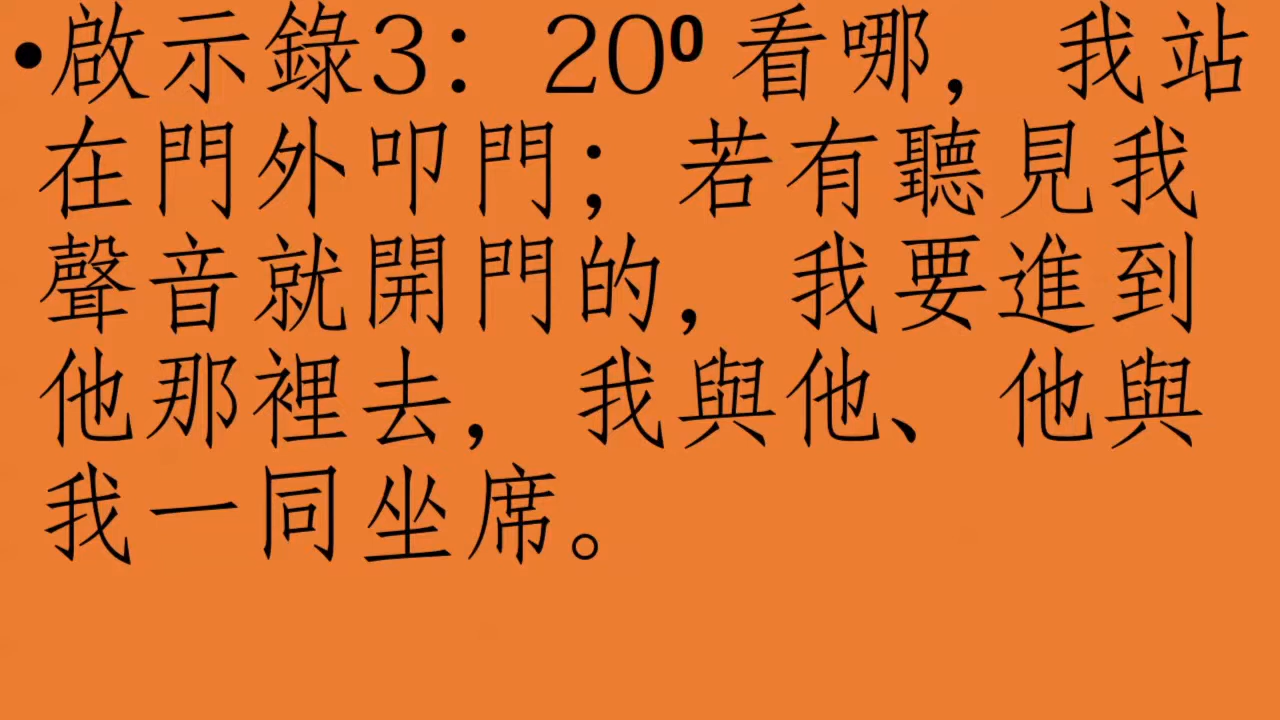 •啟示錄3：20⁰ 看哪，我站
在門外叩門；若有聽見我
聲音就開門的，我要進到
他那裡去，我與他、他與
我一同坐席。